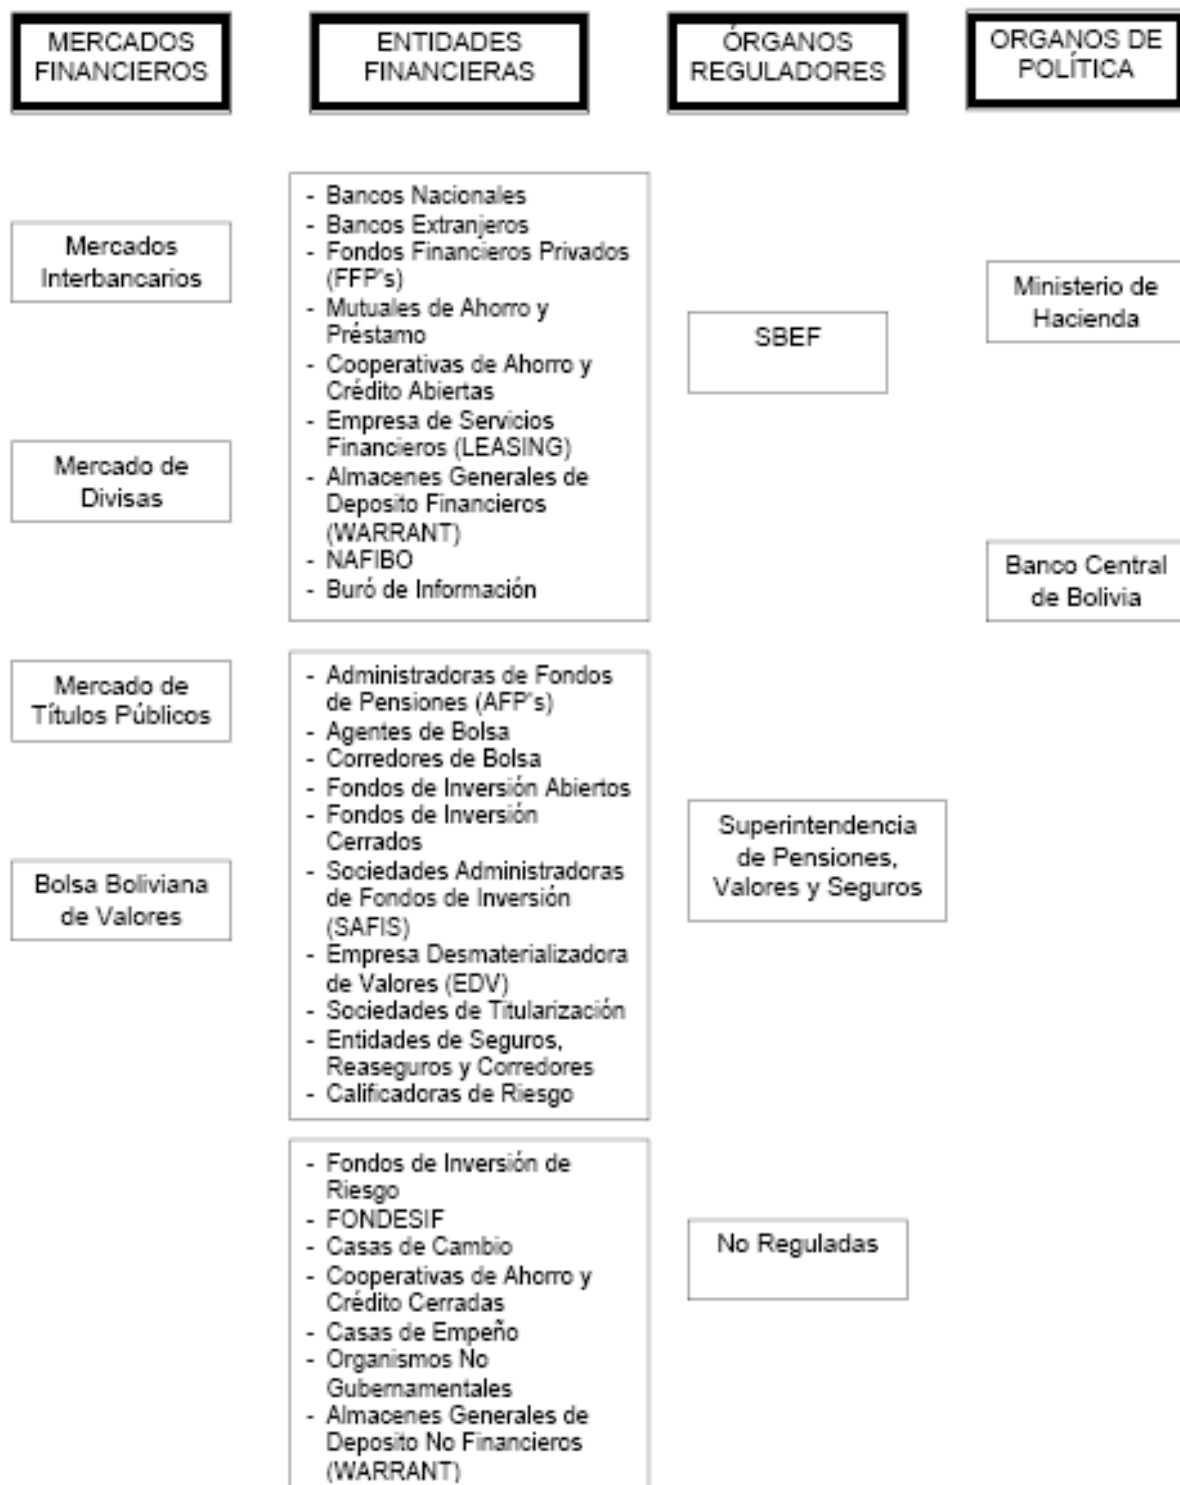 MERCADOS
FINANCIEROS
ENTIDADES
FINANCIERAS
ÓRGANOS
REGULADORES
ORGANOS DE
POLÍTICA
Mercados
Interbancarios
Mercado de
Divisas
Mercado de
Títulos Públicos
Bolsa Boliviana
de Valores
- Bancos Nacionales
- Bancos Extranjeros
- Fondos Financieros Privados
(FFP's)
- Mutuales de Ahorro y
Préstamo
- Cooperativas de Ahorro y
Crédito Abiertas
- Empresa de Servicios
Financieros (LEASING)
- Almacenes Generales de
Deposito Financieros
(WARRANT)
- NAFIBO
- Buró de Información
- Administradoras de Fondos
de Pensiones (AFP's)
- Agentes de Bolsa
- Corredores de Bolsa
- Fondos de Inversión Abiertos
- Fondos de Inversión
Cerrados
- Sociedades Administradoras
de Fondos de Inversión
(SAFIS)
- Empresa Desmaterializadora
de Valores (EDV)
- Sociedades de Titularización
- Entidades de Seguros,
Reaseguros y Corredores
- Calificadoras de Riesgo
- Fondos de Inversión de
Riesgo
- FONDESIF
- Casas de Cambio
- Cooperativas de Ahorro y
Crédito Cerradas
- Casas de Empeño
- Organismos No
Gubernamentales
- Almacenes Generales de
Deposito No Financieros
(WARRANT)
SBEF
Superintendencia
de Pensiones,
Valores y Seguros
No Reguladas
Ministerio de
Hacienda
Banco Central
de Bolivia